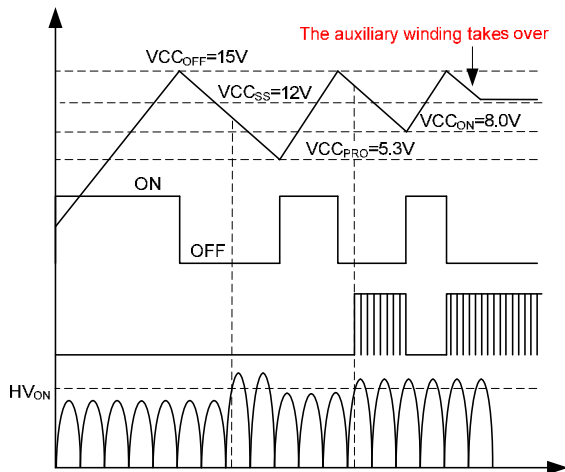 The auxiliary winding takes over
VCCOFF=15V
VCCSS=12V
VCCON=8.0V
VCCPRO=5.3V
ON
OFF
HVON